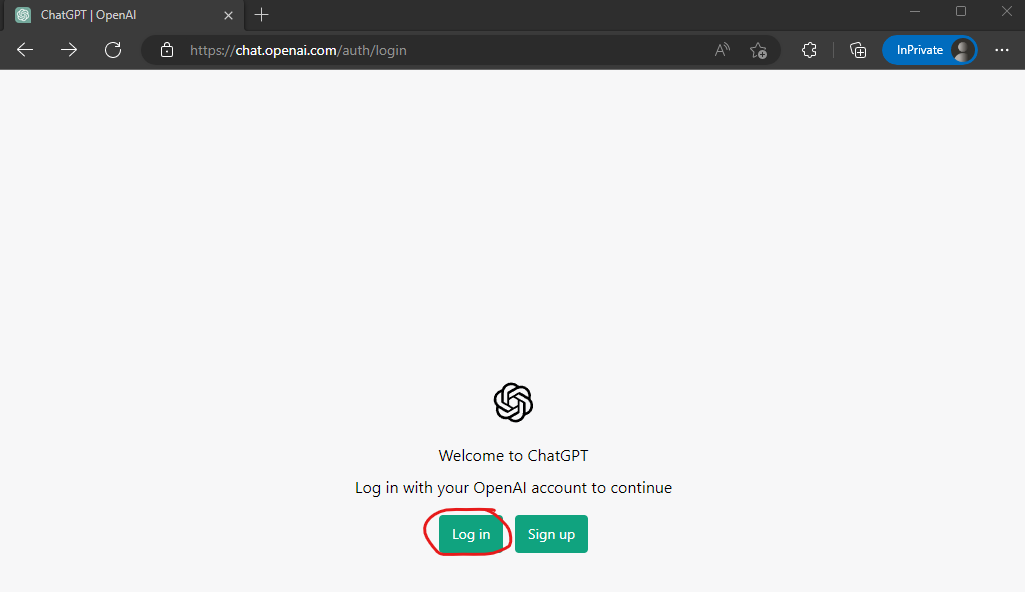 ChatGPT | OpenAI
https://chat.openai.com/auth/login
InPrivate
Welcome to ChatGPT
Log in with your OpenAI account to continue
Log in Sign up